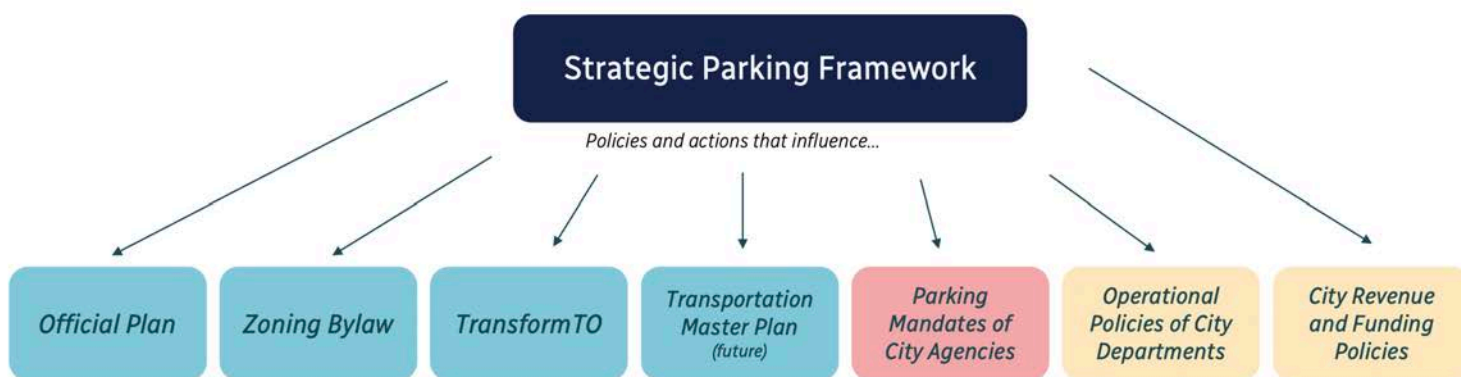 Strategic Parking Framework
Policies and actions that influence...
Official Plan
Zoning Bylaw
TransformTO
Transportation
Master Plan
(future)
Parking
Mandates of
City Agencies
Operational
Policies of City
Departments
City Revenue
and Funding
Policies